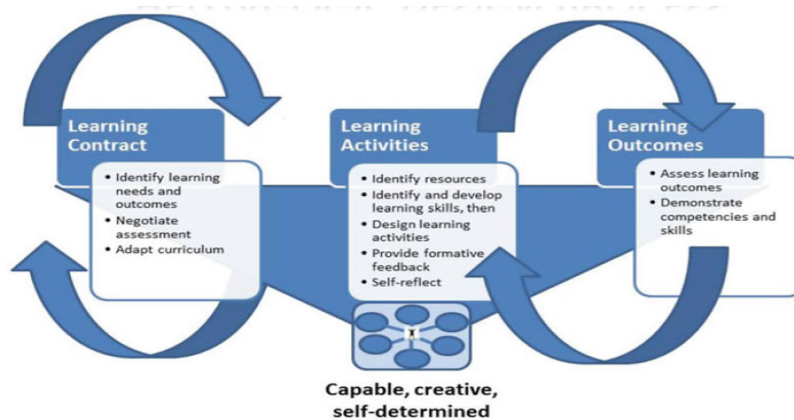 Learning
Contract
• Identify learning
needs and
outcomes
• Negotiate
assessment
• Adapt curriculum
Learning
Activities
• Identify resources
• Identify and develop
learning skills, then
• Design learning
activities
• Provide formative
feedback
• Self-reflect
Learning
Outcomes
• Assess learning
outcomes
• Demonstrate
competencies and
skills
Capable, creative,
self-determined